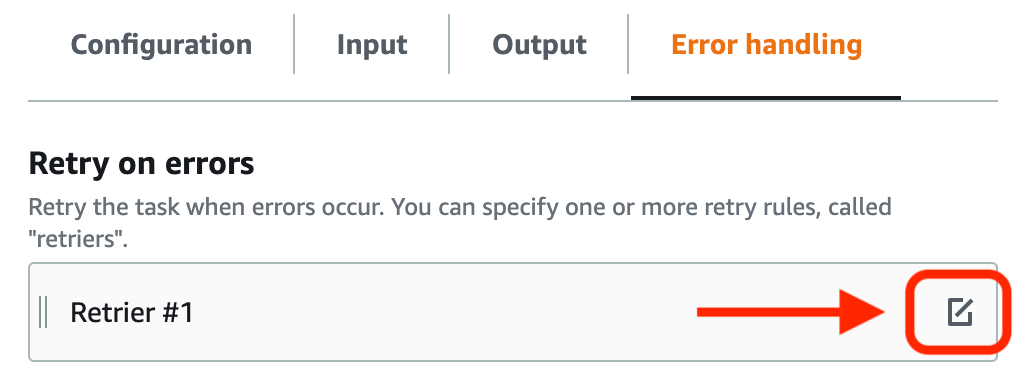 Configuration Input Output Error handling
Retry on errors
Retry the task when errors occur. You can specify one or more retry rules, called
"retriers".
Retrier #1